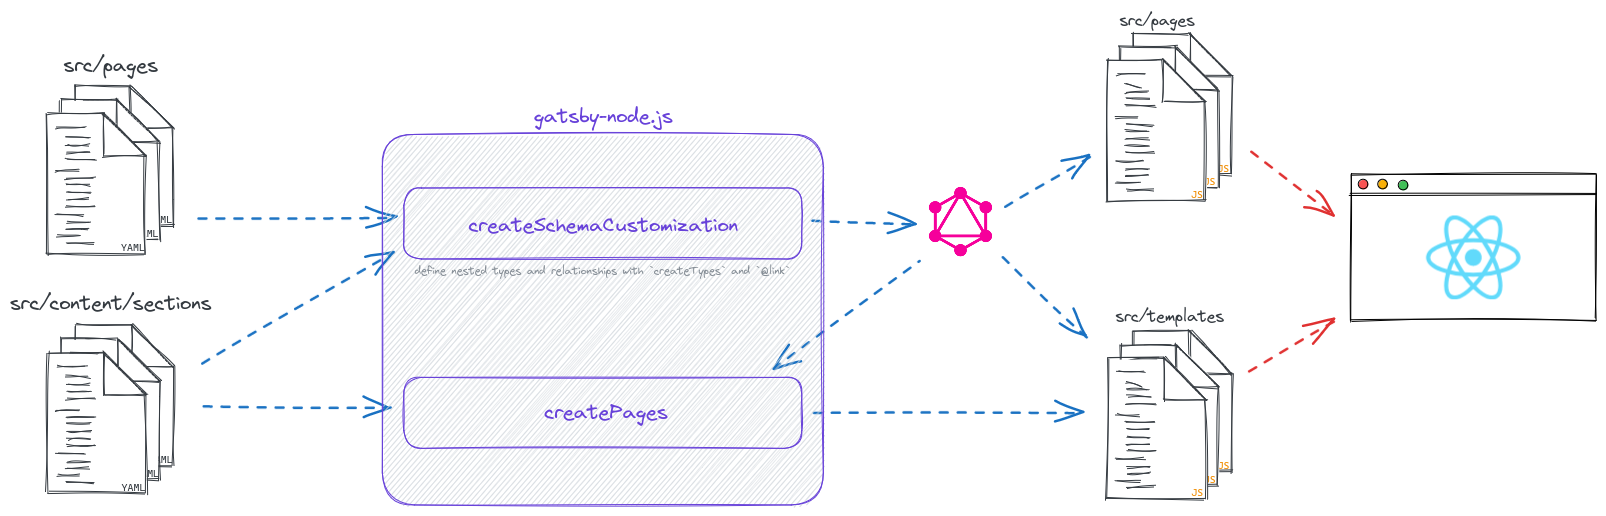 src/pages
ML
ML
YAML
src/content/sections
ML
ML
YAML
gatsby-node.js
createSchemaCustomization
define nested types and relationships with `createTypes` and `@link`
createPages
src/pages
JS
JS
JS
src/templates
JS
JS
JS